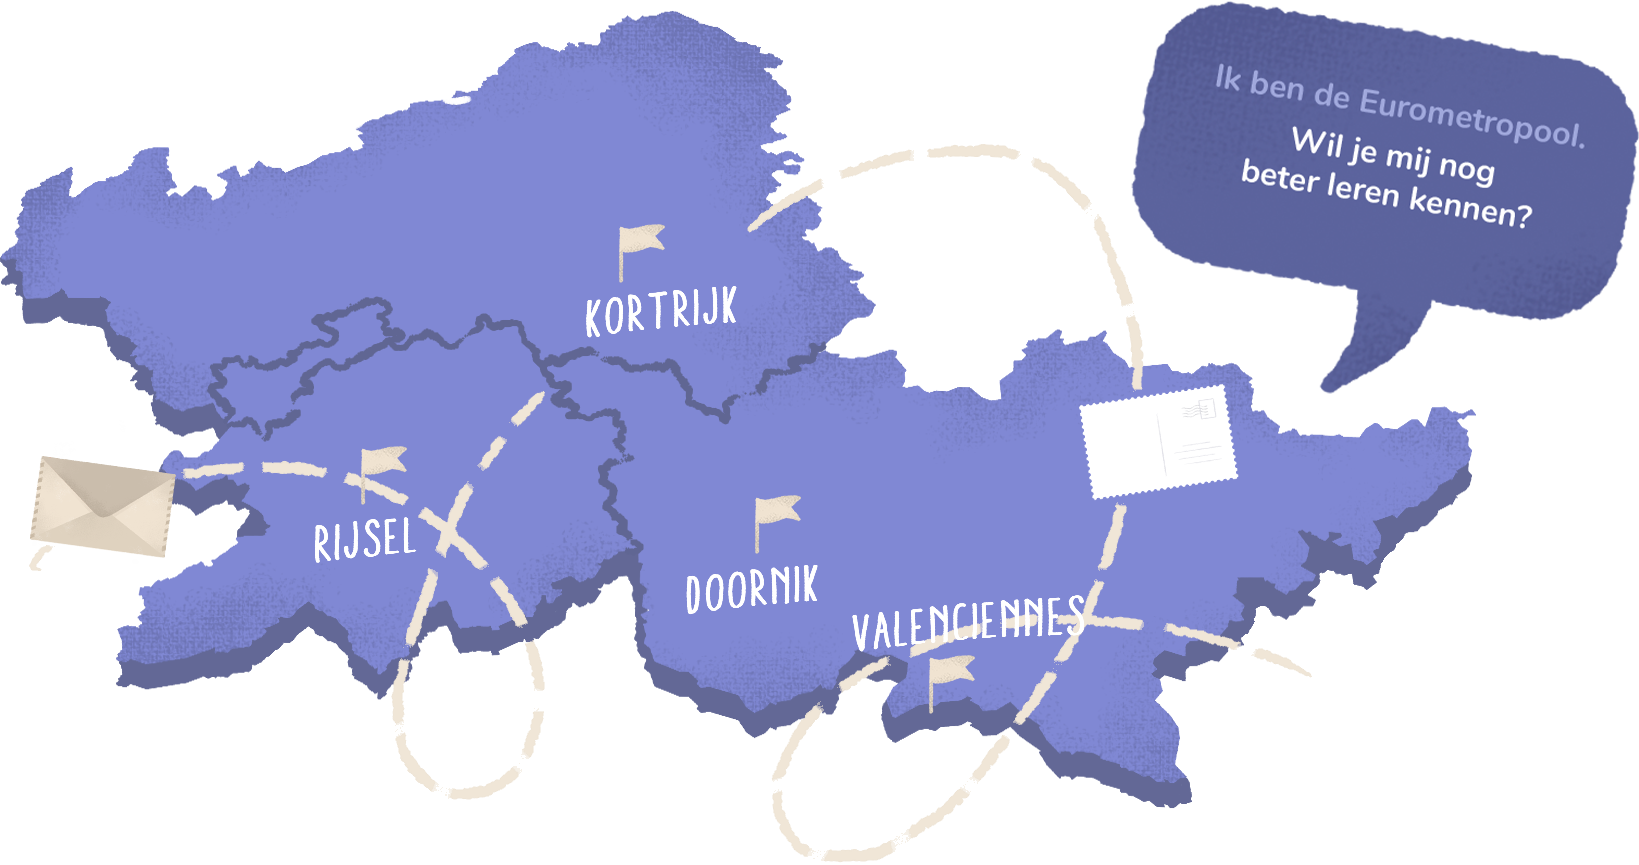 Ik ben de Eurometropool.
Wil je mij nog
beter leren kennen?
KORTRIJK
RIJSEL
DOORNIK
VALENCIENNES